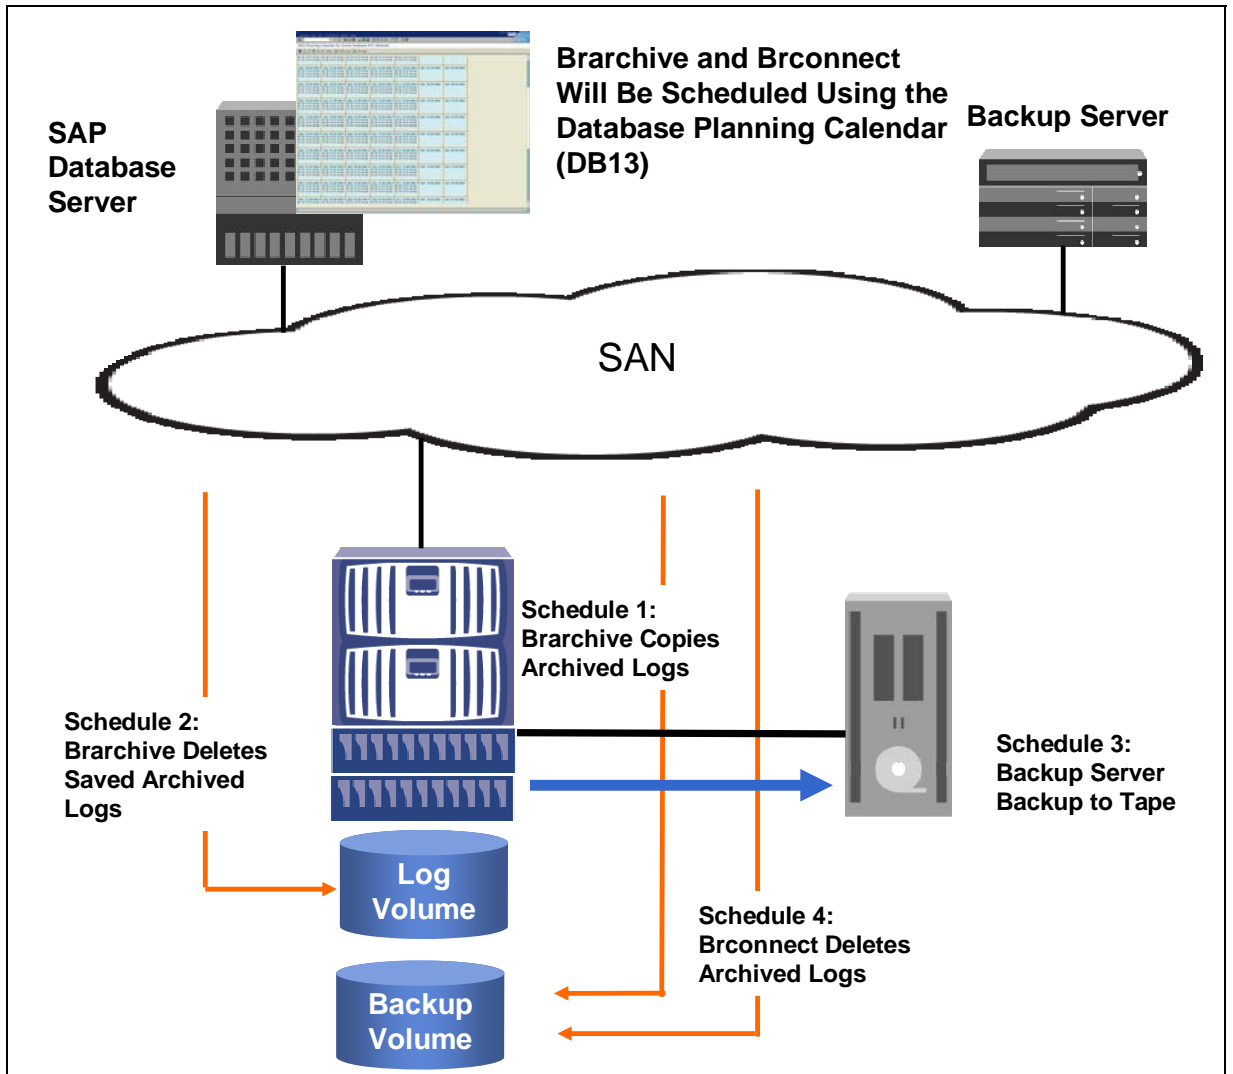 Brarchive and Brconnect
Will Be Scheduled Using the
Database Planning Calendar
(DB13)
SAP
Database
Server
Backup Server
SAN
Schedule 1:
Brarchive Copies
Archived Logs
Schedule 2:
Brarchive Deletes
Saved Archived
Logs
Schedule 3:
Backup Server
Backup to Tape
Log
Volume
Schedule 4:
Brconnect Deletes
Archived Logs
Backup
Volume